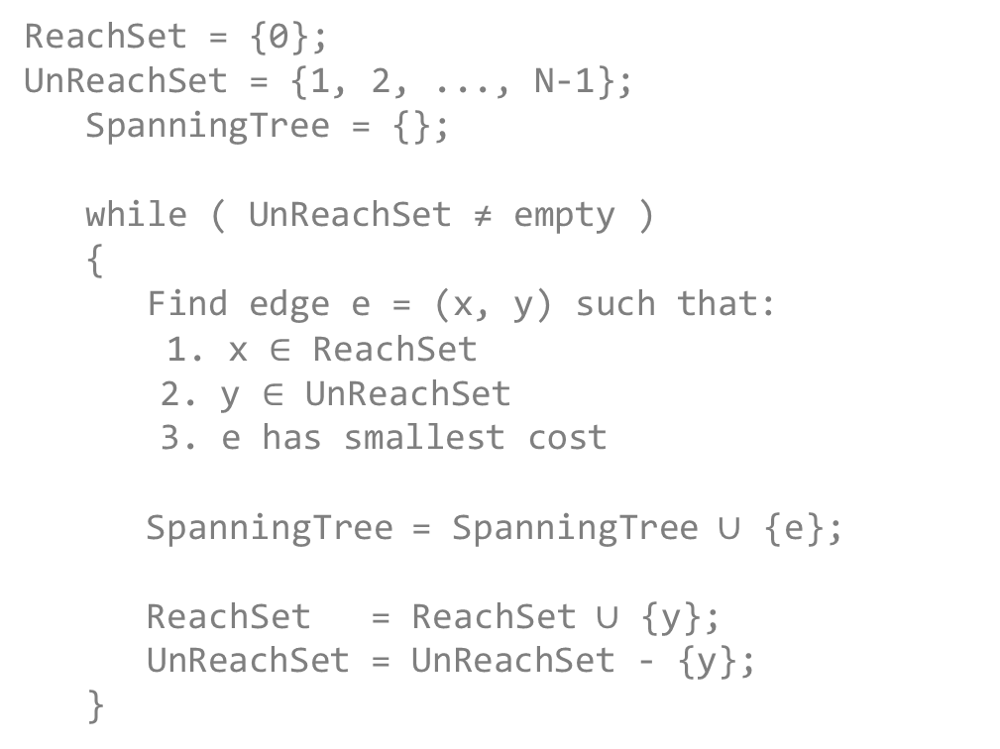 ReachSet = {0};
UnReachSet = {1, 2, ..., N-1};
SpanningTree = {};
while ( UnReachSet ≠ empty )
{
Find edge e = (x, y) such that:
1. x ∈ ReachSet
2. y ∈ UnReachSet
3. e has smallest cost
SpanningTree = SpanningTree ∪ {e};
ReachSet   = ReachSet ∪ {y};
UnReachSet = UnReachSet - {y};
}